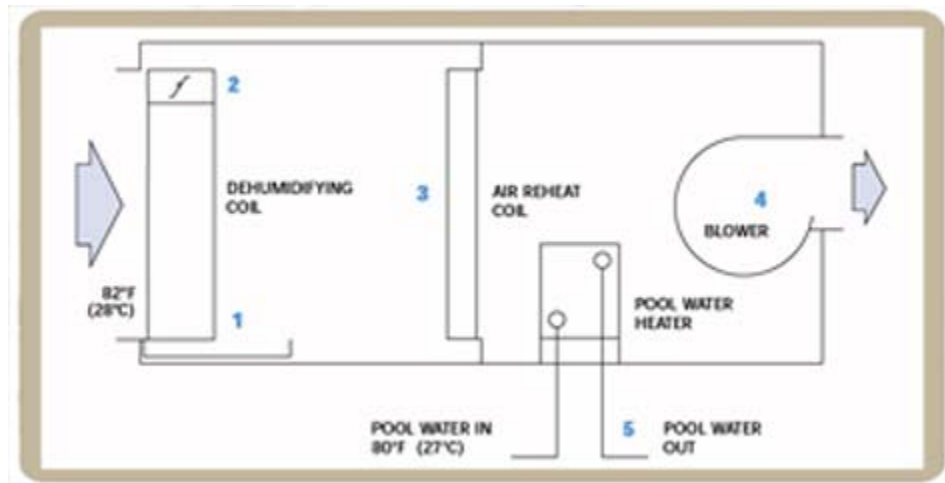 2
DEHUMIDIFYING
COIL
3
AIR REHEAT
COIL
4
BLOWER
82°F
(28°C)
1
POOL WATER
HEATER
POOL WATER IN
80°F (27°C)
5
POOL WATER
OUT